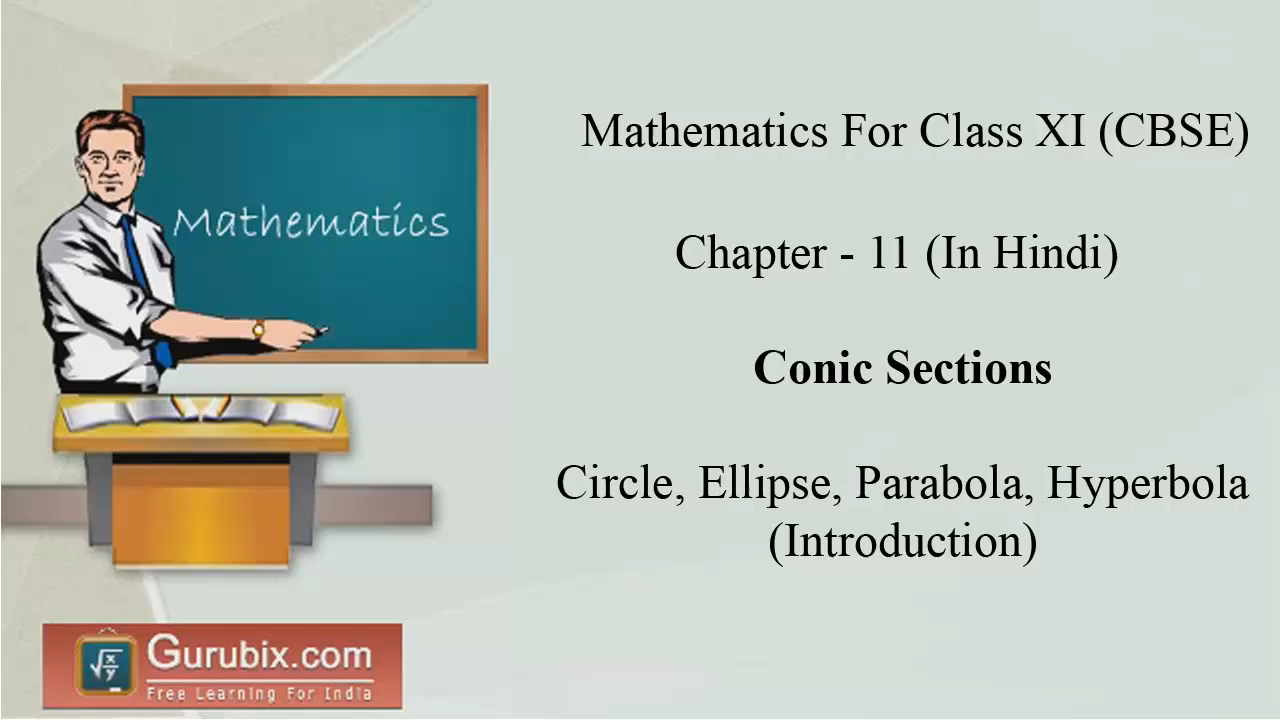 Mathematics For Class XI (CBSE)
Mathematics
Chapter - 11 (In Hindi)
Conic Sections
Circle, Ellipse, Parabola, Hyperbola
(Introduction)
√x/y
Gurubix.com
Free Learning For India